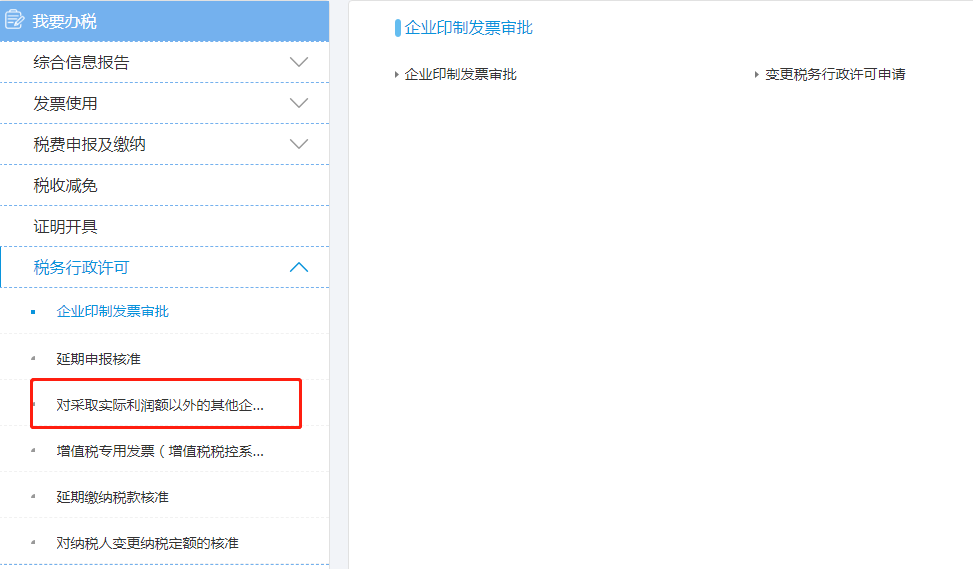 我要办税
综合信息报告
发票使用
税费申报及缴纳
税收减免
证明开具
税务行政许可
企业印制发票审批
延期申报核准
对采取实际利润额以外的其他企...
增值税专用发票（增值税税控系...
延期缴纳税款核准
对纳税人变更纳税定额的核准
企业印制发票审批
企业印制发票审批
变更税务行政许可申请